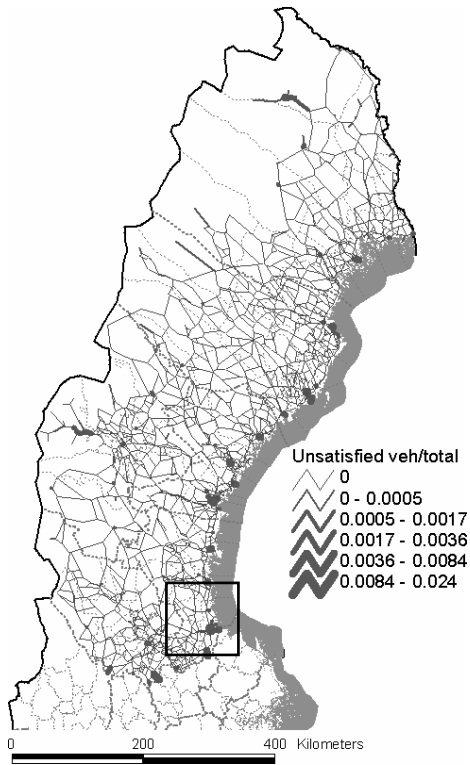 Unsatisfied veh/total
0
0 - 0.0005
0.0005 - 0.0017
0.0017 - 0.0036
0.0036 - 0.0084
0.0084 - 0.024
0 200 400 Kilometers